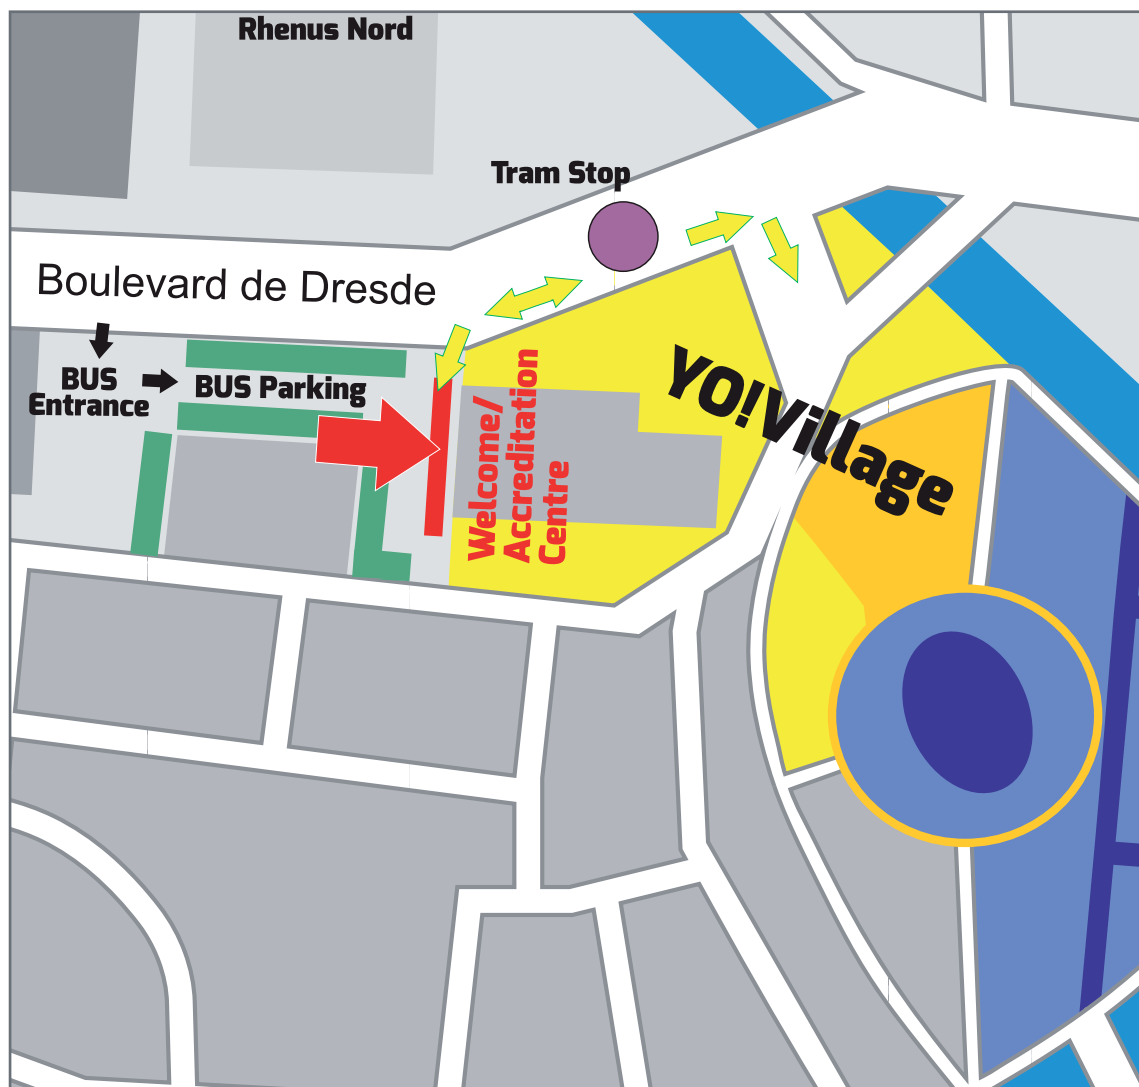 Rhenus Nord
Tram Stop
Boulevard de Dresde
BUS
Entrance
BUS Parking
Welcome/
Accreditation
Centre
YO!Village